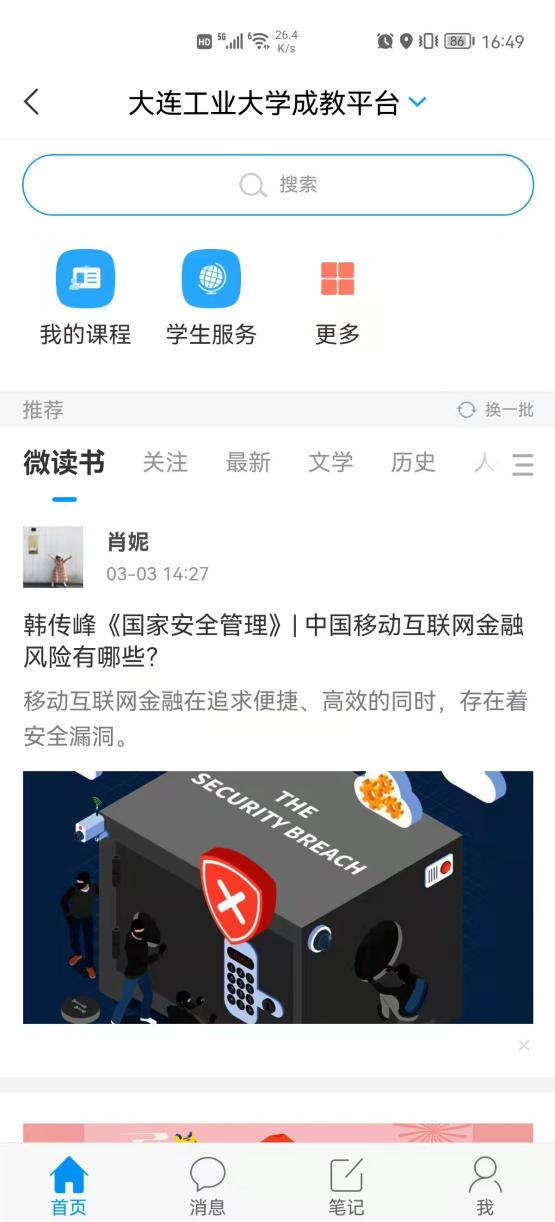 HD 5G 6 26.4 K/s 86 16:49
大连工业大学成教平台
搜索
我的课程 学生服务 更多
推荐 换一批
微读书 关注 最新 文学 历史 人
肖妮
03-03 14:27
韩传峰《国家安全管理》| 中国移动互联网金融
风险有哪些?
移动互联网金融在追求便捷、高效的同时，存在着
安全漏洞。
THE
SECURITY BREACH
首页 消息 笔记 我